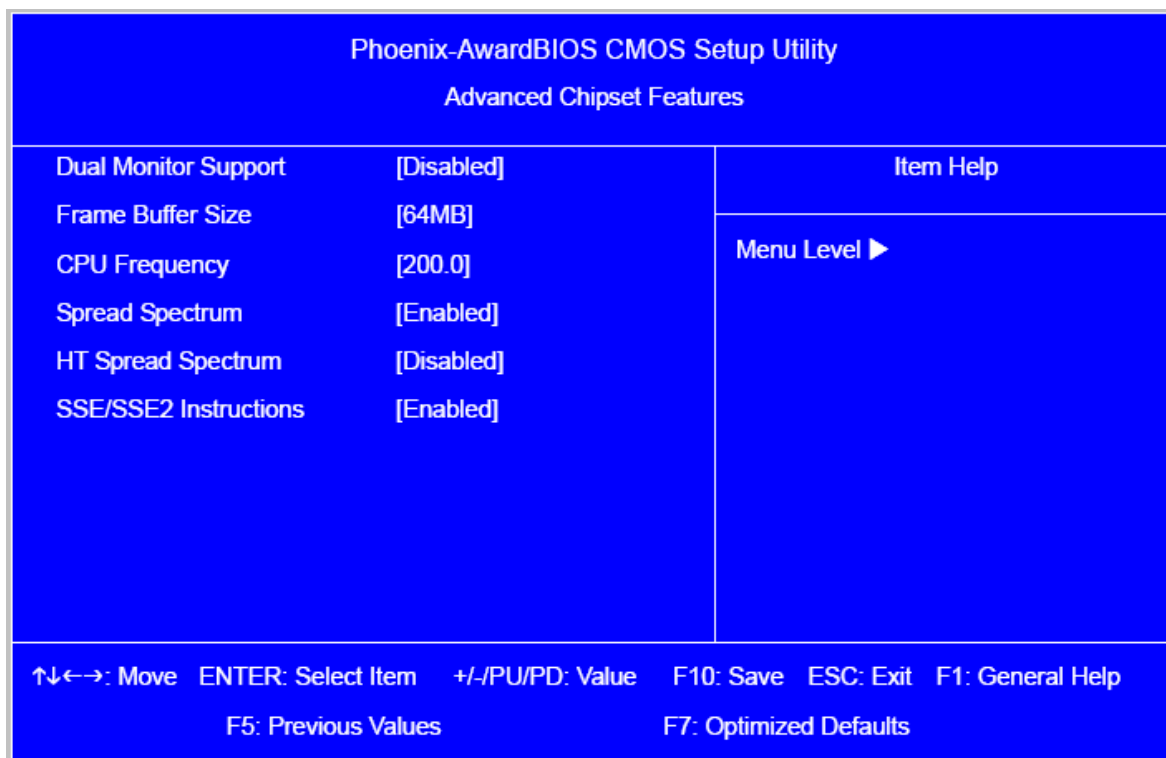 Phoenix-AwardBIOS CMOS Setup Utility
Advanced Chipset Features
Dual Monitor Support [Disabled]
Frame Buffer Size [64MB]
CPU Frequency [200.0]
Spread Spectrum [Enabled]
HT Spread Spectrum [Disabled]
SSE/SSE2 Instructions [Enabled]
Item Help
Menu Level ▶
↑↓←→: Move ENTER: Select Item +/-/PU/PD: Value F10: Save ESC: Exit F1: General Help
F5: Previous Values F7: Optimized Defaults